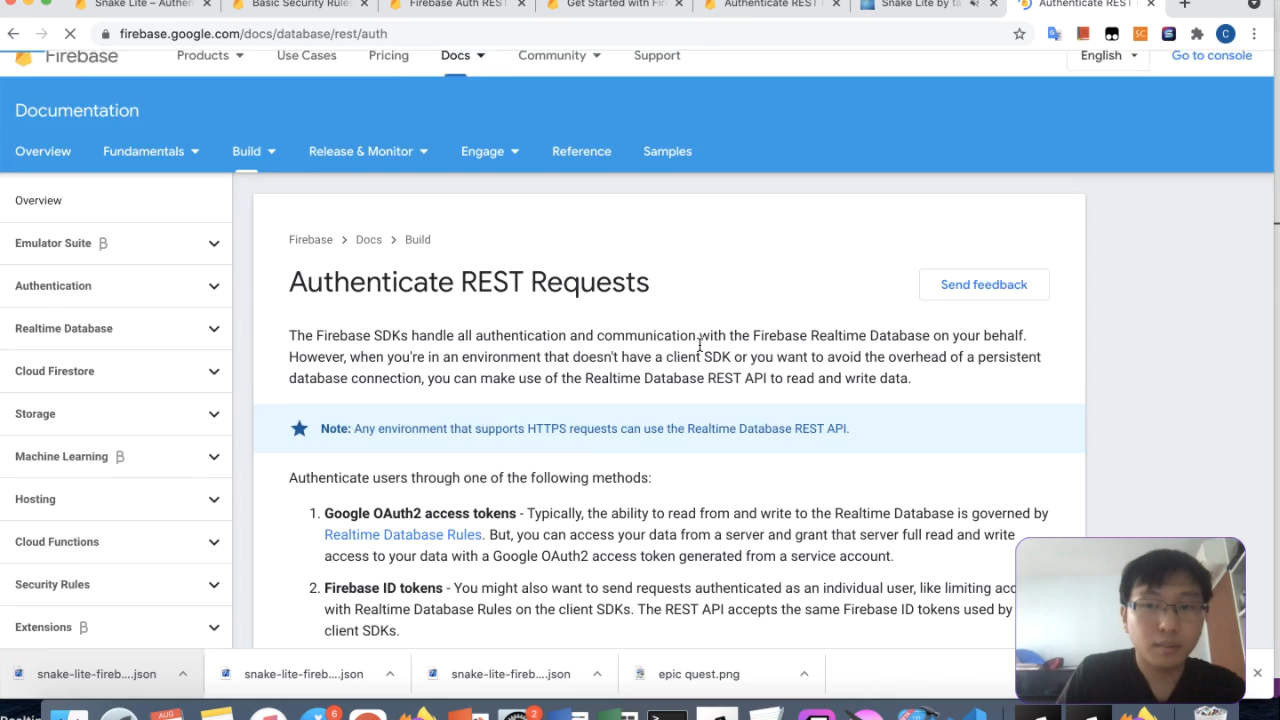 Snake Lite – Authen
Basic Security Rules
Firebase Auth REST
Get Started with Fire
Authenticate REST
Snake Lite by ta
Authenticate REST
firebase.google.com/docs/database/rest/auth
SC
C
Firebase
Products
Use Cases
Pricing
Docs
Community
Support
English
Go to console
Documentation
Overview
Fundamentals
Build
Release & Monitor
Engage
Reference
Samples
Overview
Emulator Suite β
Authentication
Realtime Database
Cloud Firestore
Storage
Machine Learning β
Hosting
Cloud Functions
Security Rules
Extensions β
Firebase > Docs > Build
Authenticate REST Requests
Send feedback
The Firebase SDKs handle all authentication and communication with the Firebase Realtime Database on your behalf.
However, when you're in an environment that doesn't have a client SDK or you want to avoid the overhead of a persistent
database connection, you can make use of the Realtime Database REST API to read and write data.
Note: Any environment that supports HTTPS requests can use the Realtime Database REST API.
Authenticate users through one of the following methods:
1. Google OAuth2 access tokens - Typically, the ability to read from and write to the Realtime Database is governed by
Realtime Database Rules. But, you can access your data from a server and grant that server full read and write
access to your data with a Google OAuth2 access token generated from a service account.
2. Firebase ID tokens - You might also want to send requests authenticated as an individual user, like limiting acc
with Realtime Database Rules on the client SDKs. The REST API accepts the same Firebase ID tokens used by
client SDKs.
snake-lite-fireb....json
snake-lite-fireb....json
snake-lite-fireb....json
epic quest.png
AUG
6
2